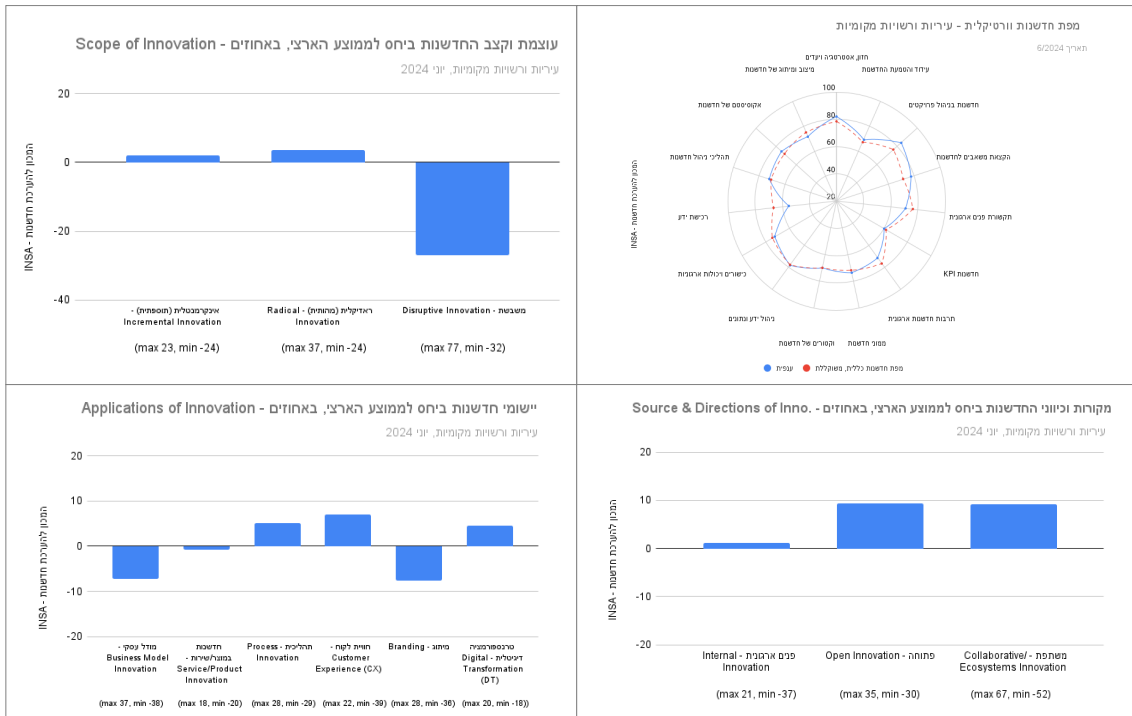 עוצמת וקצב החדשנות ביחס לממוצע הארצי, באחוזים - Scope of Innovation
עיריות ורשויות מקומיות, יוני 2024
המכון להערכת חדשנות - INSA
20
0
-20
-40
אינקרמנטלית (תוספתית) -
Incremental Innovation
(max 23, min -24)
ראדיקלית (מהותית) - Radical
Innovation
(max 37, min -24)
משבשת - Disruptive Innovation
(max 77, min -32)
מפת חדשנות וורטיקלית - עיריות ורשויות מקומיות
תאריך 6/2024
המכון להערכת חדשנות - INSA
חזון, אסטרטגיה ויעדים
עידוד והטמעת החדשנות
חדשנות בניהול פרויקטים
הקצאת משאבים לחדשנות
תקשורת פנים ארגונית
חדשנות KPI
תרבות חדשנות ארגונית
ממוני חדשנות
וקטורים של חדשנות
ניהול ידע ונתונים
כישורים ויכולות ארגוניות
רכישת ידע
תהליכי ניהול חדשנות
אקוסיסטם של חדשנות
מיצוב ומיתוג של חדשנות
100
80
60
40
20
ענפית
מפת חדשנות כללית, משוקללת
יישומי חדשנות ביחס לממוצע הארצי, באחוזים - Applications of Innovation
עיריות ורשויות מקומיות, יוני 2024
המכון להערכת חדשנות - INSA
20
10
0
-10
-20
מודל עסקי -
Business Model
Innovation
(max 37, min -38)
חדשנות
במוצר/שירות -
Service/Product
Innovation
(max 18, min -20)
תהליכית - Process
Innovation
(max 28, min -29)
חוויית לקוח -
Customer
Experience (CX)
(max 22, min -39)
מיתוג - Branding
(max 28, min -36)
טרנספורמציה
דיגיטלית - Digital
Transformation
(DT)
(max 20, min -18))
מקורות וכיווני החדשנות ביחס לממוצע הארצי, באחוזים - .Source & Directions of Inno
עיריות ורשויות מקומיות, יוני 2024
המכון להערכת חדשנות - INSA
20
10
0
-10
-20
פנים ארגונית - Internal
Innovation
(max 21, min -37)
פתוחה - Open Innovation
(max 35, min -30)
משתפת - /Collaborative
Ecosystems Innovation
(max 67, min -52)